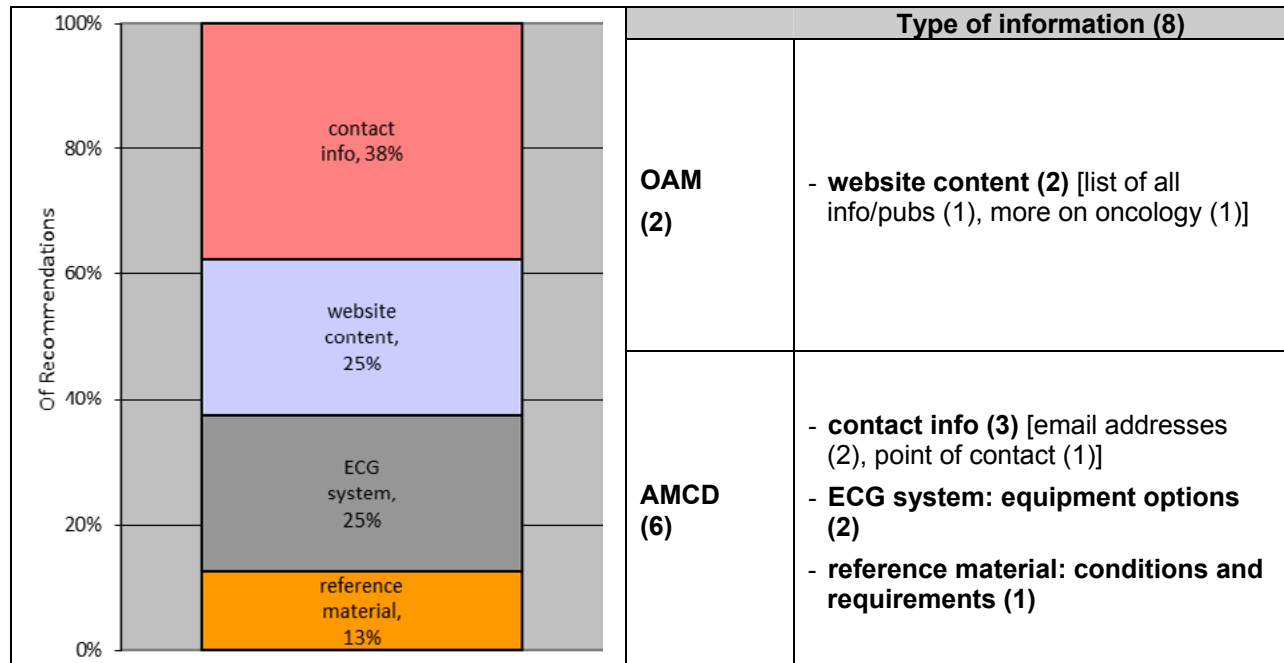 100%
80%
60%
40%
20%
0%
Of Recommendations
contact
info, 38%
website
content,
25%
ECG
system,
25%
reference
material,
13%
Type of information (8)
OAM
(2)
- website content (2) [list of all
info/pubs (1), more on oncology (1)]
AMCD
(6)
- contact info (3) [email addresses
(2), point of contact (1)]
- ECG system: equipment options
(2)
- reference material: conditions and
requirements (1)